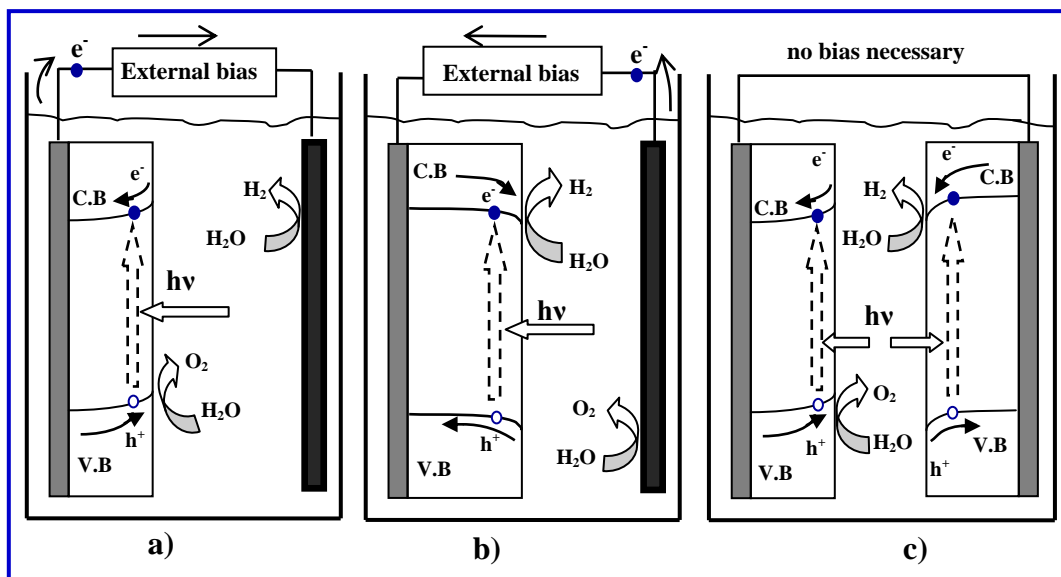 e⁻
External bias
C.B
e⁻
H₂
H₂O
hν
O₂
H₂O
h⁺
V.B
a)
External bias
e⁻
C.B
e⁻
H₂
H₂O
hν
O₂
h⁺
H₂O
V.B
b)
no bias necessary
e⁻
C.B
H₂
H₂O
e⁻
C.B
hν
O₂
H₂O
h⁺
V.B
V.B
h⁺
c)